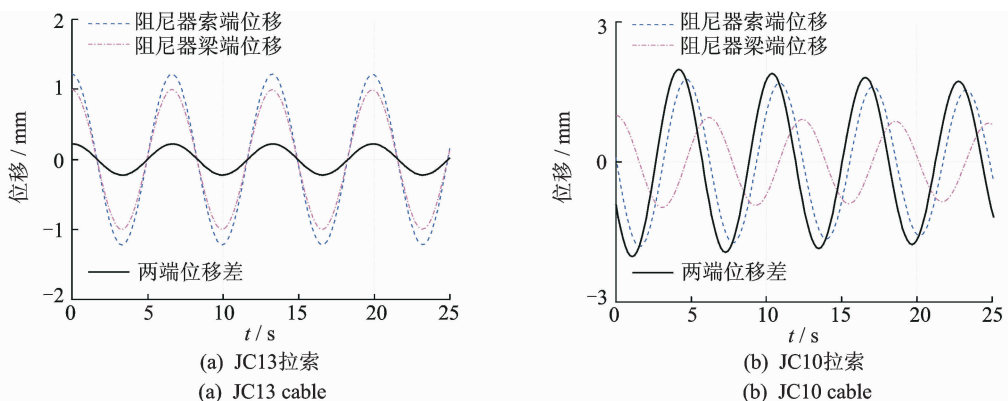 2
阻尼器索端位移
阻尼器梁端位移
1
0
−1
−2
位移 / mm
两端位移差
0
5
10
15
20
25
t / s
(a) JC13拉索
(a) JC13 cable
3
阻尼器索端位移
阻尼器梁端位移
0
−3
位移 / mm
两端位移差
0
5
10
15
20
25
t / s
(b) JC10拉索
(b) JC10 cable